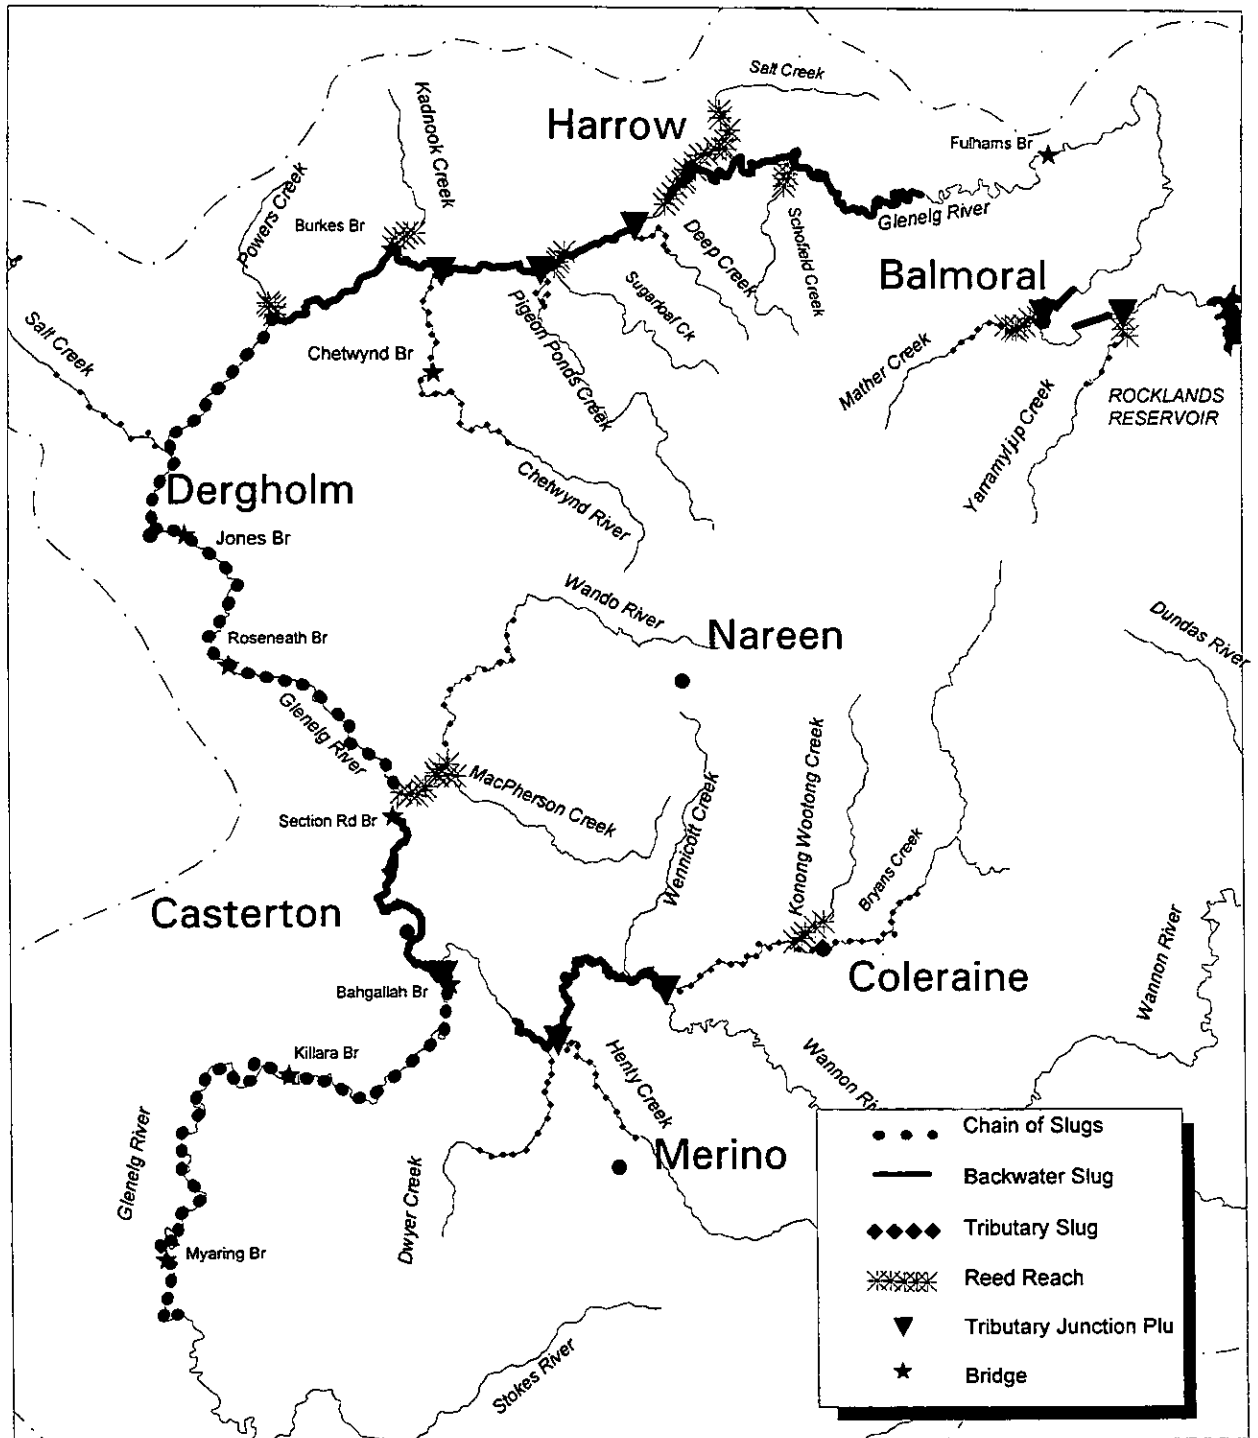 Salt Creek
Harrow
Kadnook Creek
Fulhams Br
Powers Creek
Burkes Br
Glenelg River
Deep Creek
Schofield Creek
Balmoral
Sugarloaf Ck
Pigeon Ponds Creek
Salt Creek
Chetwynd Br
Mather Creek
ROCKLANDS
RESERVOIR
Yarramyljup Creek
Dergholm
Chetwynd River
Jones Br
Wando River
Nareen
Dundas River
Roseneath Br
Glenelg River
MacPherson Creek
Section Rd Br
Wennicott Creek
Konong Wootong Creek
Bryans Creek
Casterton
Wannon River
Coleraine
Bahgallah Br
Killara Br
Henty Creek
Wannon Riv
Glenelg River
Merino
Dwyer Creek
Myaring Br
Stokes River
Chain of Slugs
Backwater Slug
Tributary Slug
Reed Reach
Tributary Junction Plu
Bridge